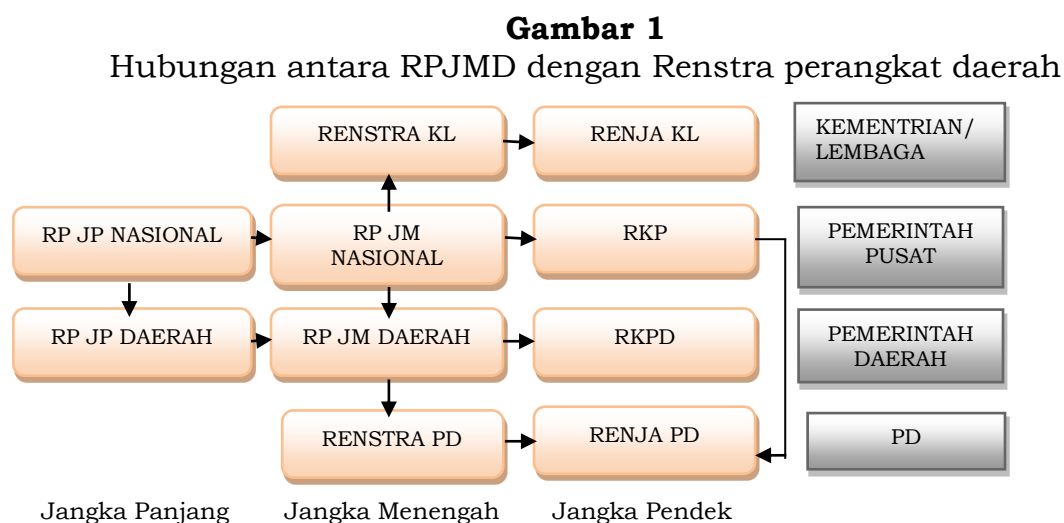 Gambar 1
Hubungan antara RPJMD dengan Renstra perangkat daerah
RENSTRA KL
RENJA KL
KEMENTRIAN/
LEMBAGA
RP JP NASIONAL
RP JM
NASIONAL
RKP
PEMERINTAH
PUSAT
RP JP DAERAH
RP JM DAERAH
RKPD
PEMERINTAH
DAERAH
RENSTRA PD
RENJA PD
PD
Jangka Panjang
Jangka Menengah
Jangka Pendek